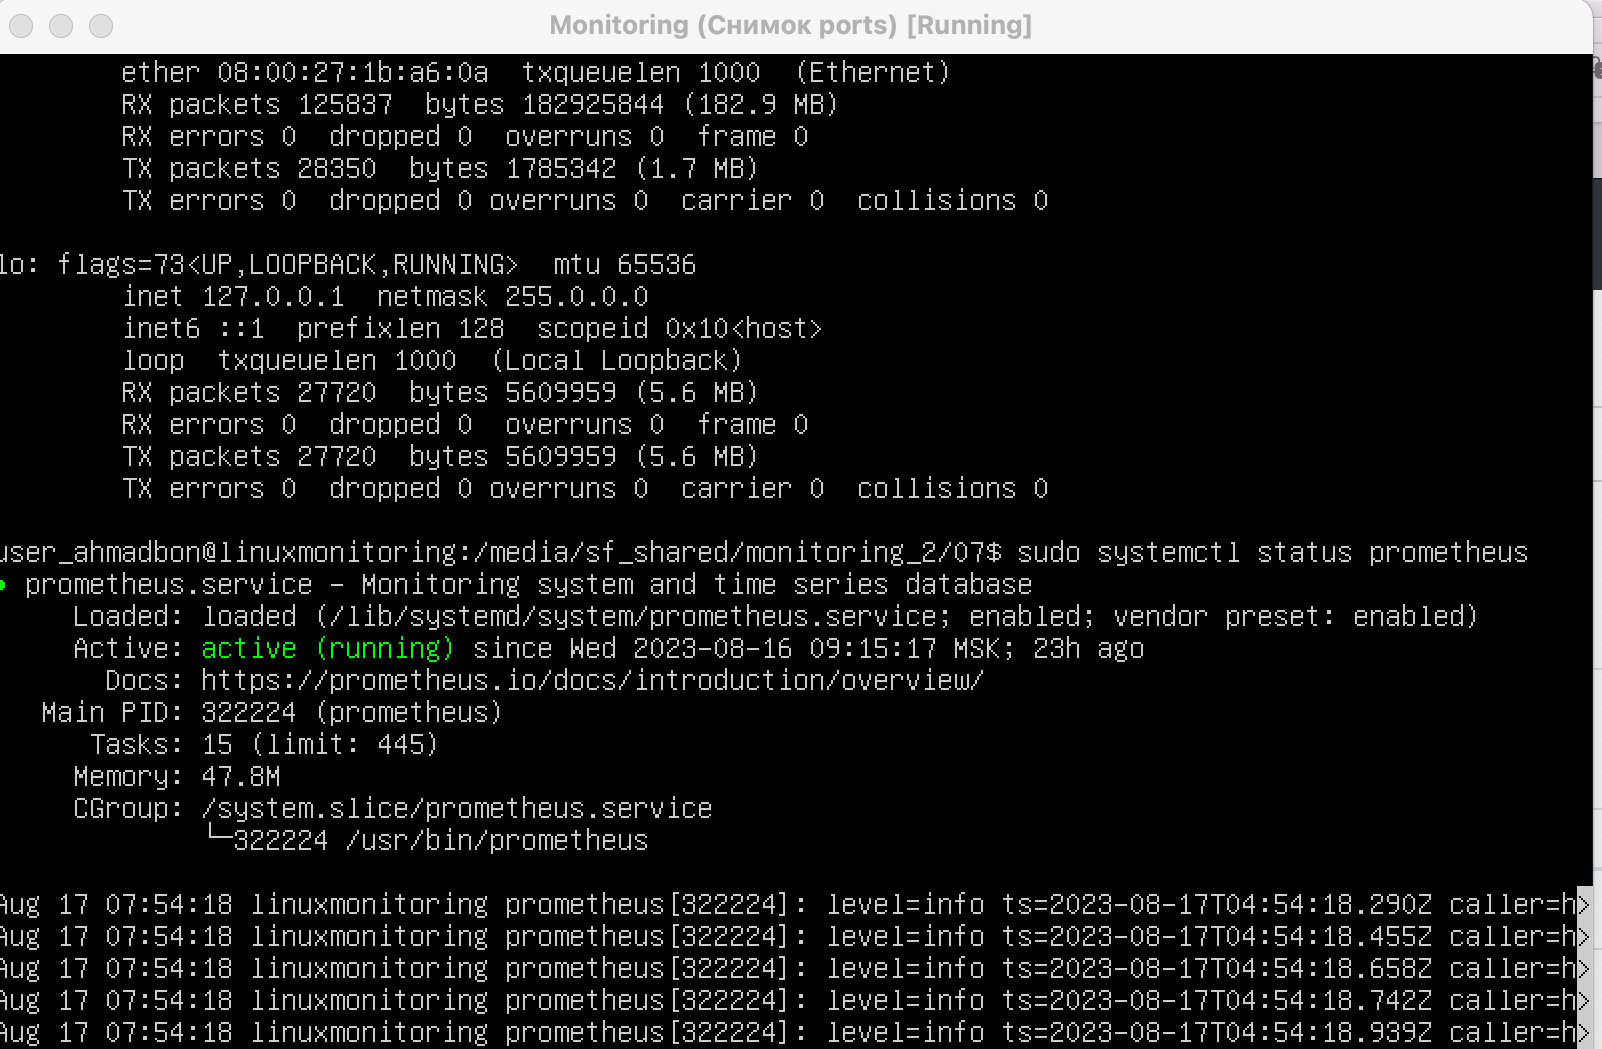 Monitoring (Снимок ports) [Running]
ether 08:00:27:1b:a6:0a  txqueuelen 1000  (Ethernet)
RX packets 125837  bytes 182925844 (182.9 MB)
RX errors 0  dropped 0  overruns 0  frame 0
TX packets 28350  bytes 1785342 (1.7 MB)
TX errors 0  dropped 0 overruns 0  carrier 0  collisions 0
lo: flags=73<UP,LOOPBACK,RUNNING>  mtu 65536
inet 127.0.0.1  netmask 255.0.0.0
inet6 ::1  prefixlen 128  scopeid 0x10<host>
loop  txqueuelen 1000  (Local Loopback)
RX packets 27720  bytes 5609959 (5.6 MB)
RX errors 0  dropped 0  overruns 0  frame 0
TX packets 27720  bytes 5609959 (5.6 MB)
TX errors 0  dropped 0 overruns 0  carrier 0  collisions 0
user_ahmadbon@linuxmonitoring:/media/sf_shared/monitoring_2/07$ sudo systemctl status prometheus
● prometheus.service - Monitoring system and time series database
Loaded: loaded (/lib/systemd/system/prometheus.service; enabled; vendor preset: enabled)
Active: active (running) since Wed 2023-08-16 09:15:17 MSK; 23h ago
Docs: https://prometheus.io/docs/introduction/overview/
Main PID: 322224 (prometheus)
Tasks: 15 (limit: 445)
Memory: 47.8M
CGroup: /system.slice/prometheus.service
└─322224 /usr/bin/prometheus
Aug 17 07:54:18 linuxmonitoring prometheus[322224]: level=info ts=2023-08-17T04:54:18.290Z caller=h>
Aug 17 07:54:18 linuxmonitoring prometheus[322224]: level=info ts=2023-08-17T04:54:18.455Z caller=h>
Aug 17 07:54:18 linuxmonitoring prometheus[322224]: level=info ts=2023-08-17T04:54:18.658Z caller=h>
Aug 17 07:54:18 linuxmonitoring prometheus[322224]: level=info ts=2023-08-17T04:54:18.742Z caller=h>
Aug 17 07:54:18 linuxmonitoring prometheus[322224]: level=info ts=2023-08-17T04:54:18.939Z caller=h>